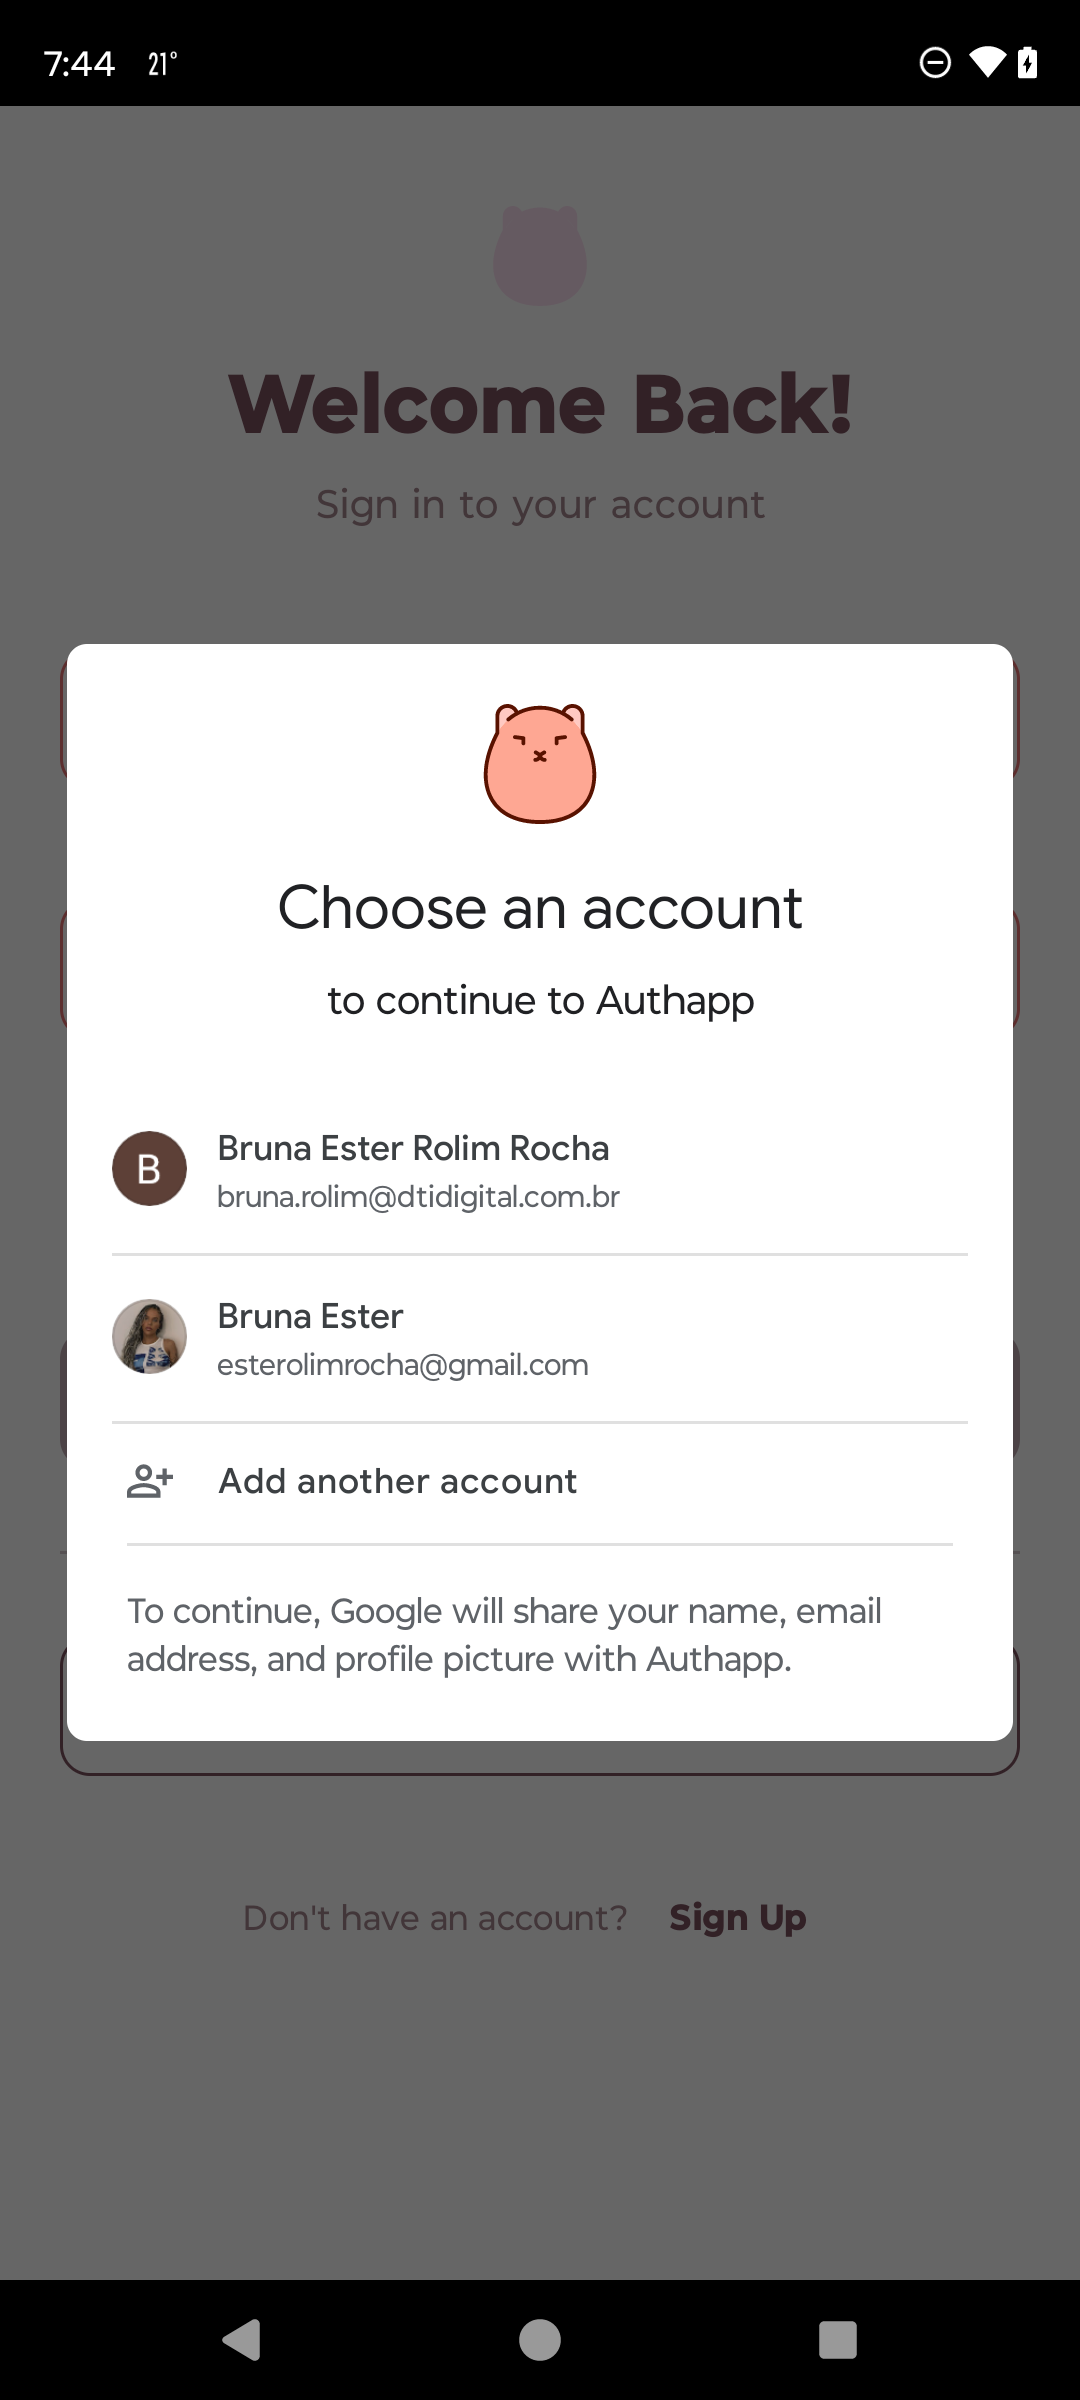 7:44 21°
Welcome Back!
Sign in to your account
Choose an account
to continue to Authapp
B
Bruna Ester Rolim Rocha
bruna.rolim@dtidigital.com.br
Bruna Ester
esterolimrocha@gmail.com
Add another account
To continue, Google will share your name, email
address, and profile picture with Authapp.
Don't have an account? Sign Up